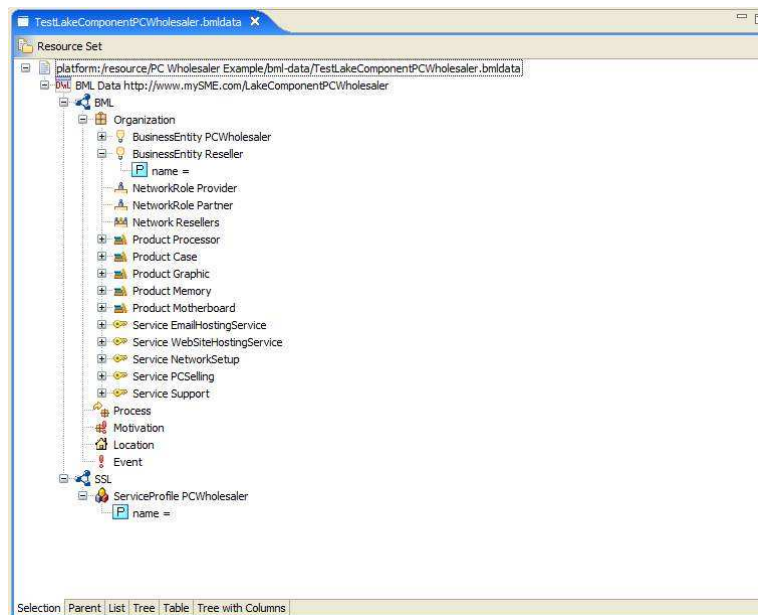 TestLakeComponentPCWholesaler.bmldata
Resource Set
platform:/resource/PC Wholesaler Example/bml-data/TestLakeComponentPCWholesaler.bmldata
BML Data http://www.mySME.com/LakeComponentPCWholesaler
BML
Organization
BusinessEntity PCWholesaler
BusinessEntity Reseller
P name =
NetworkRole Provider
NetworkRole Partner
Network Resellers
Product Processor
Product Case
Product Graphic
Product Memory
Product Motherboard
Service EmailHostingService
Service WebSiteHostingService
Service NetworkSetup
Service PCSelling
Service Support
Process
Motivation
Location
Event
SSL
ServiceProfile PCWholesaler
P name =
Selection Parent List Tree Table Tree with Columns